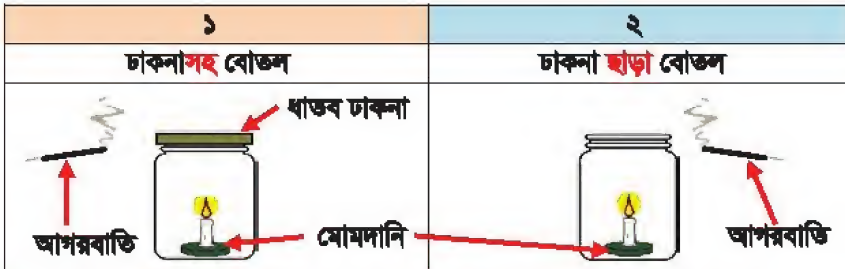 ১ ২
ঢাকনাসহ বোতল ঢাকনা ছাড়া বোতল
ধাতব ঢাকনা
আগরবাতি মোমদানি আগরবাতি